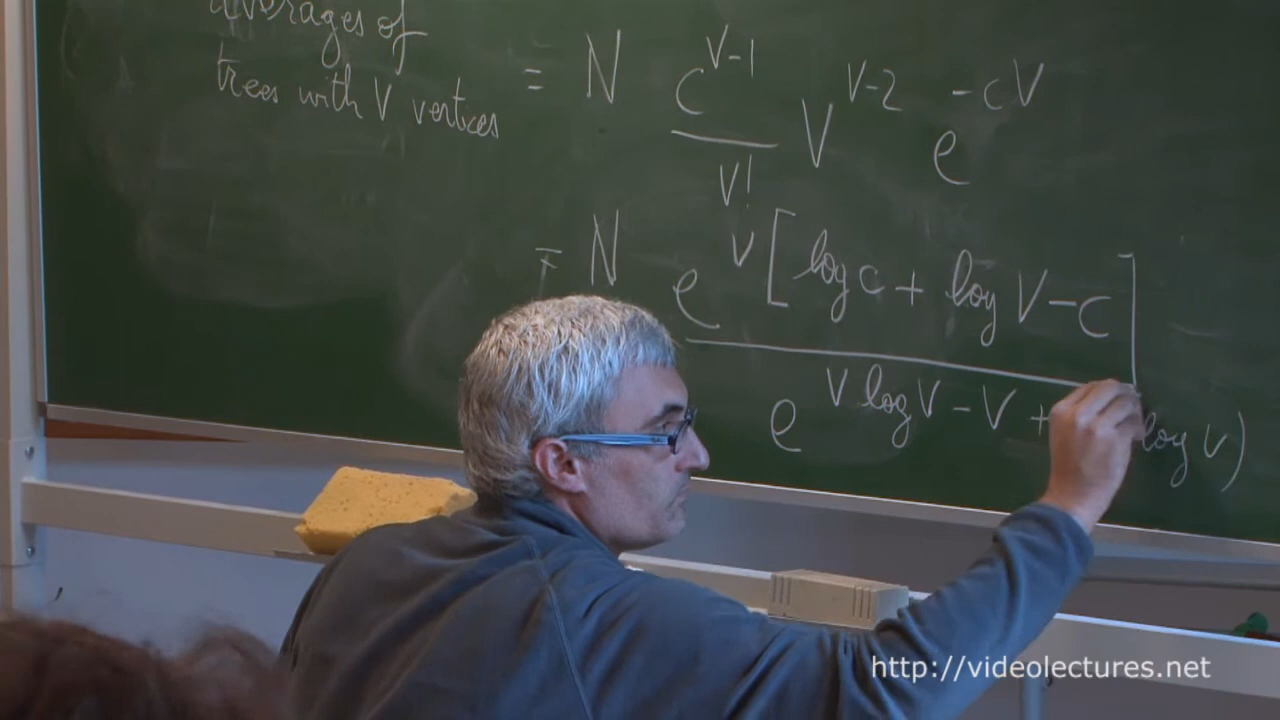 averages of
trees with V vertices
= N c^{V-1} / V! V^{V-2} e^{-cV}
= N e^{V[log c + log V - c]}
e^{V log V - V + log V)}
http://videolectures.net